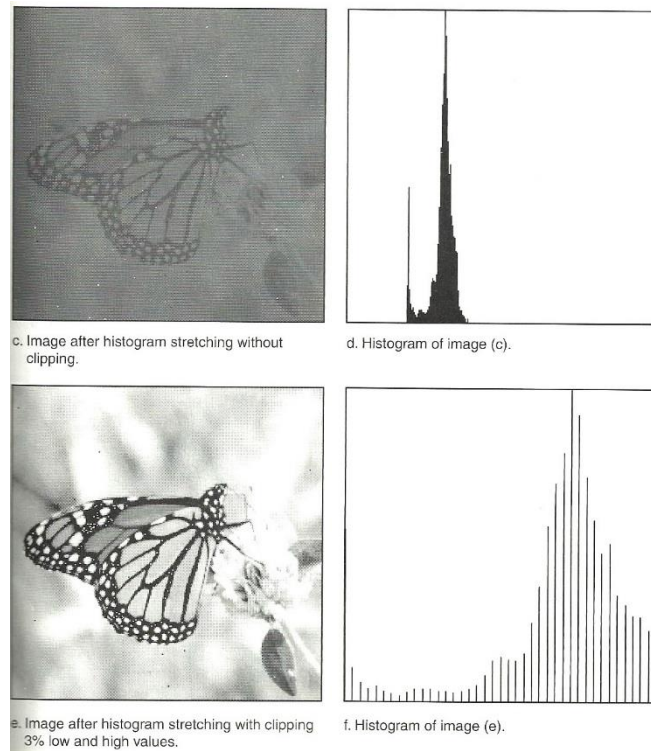 c. Image after histogram stretching without
clipping.
d. Histogram of image (c).
e. Image after histogram stretching with clipping
3% low and high values.
f. Histogram of image (e).